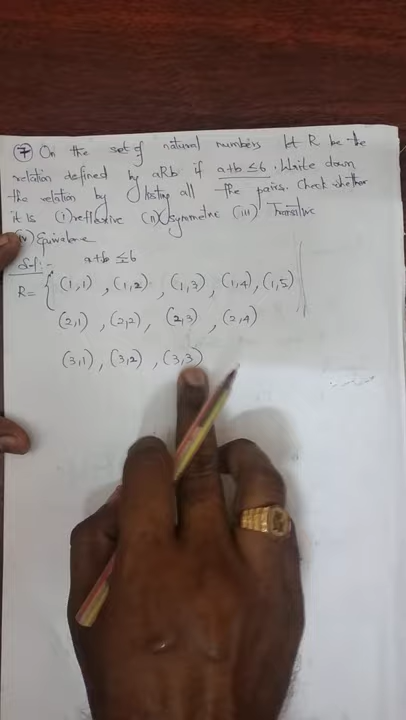 ⑦ On the set of natural numbers let R be the
relation defined by aRb if a+b ≤ 6. Write down
the relation by listing all the pairs. Check whether
it is (i) reflexive (ii) symmetric (iii) Transitive
(iv) Equivalence
Sol:- a+b ≤ 6
R = { (1,1) , (1,2) , (1,3) , (1,4) , (1,5)
(2,1) , (2,2) , (2,3) , (2,4)
(3,1) , (3,2) , (3,3)